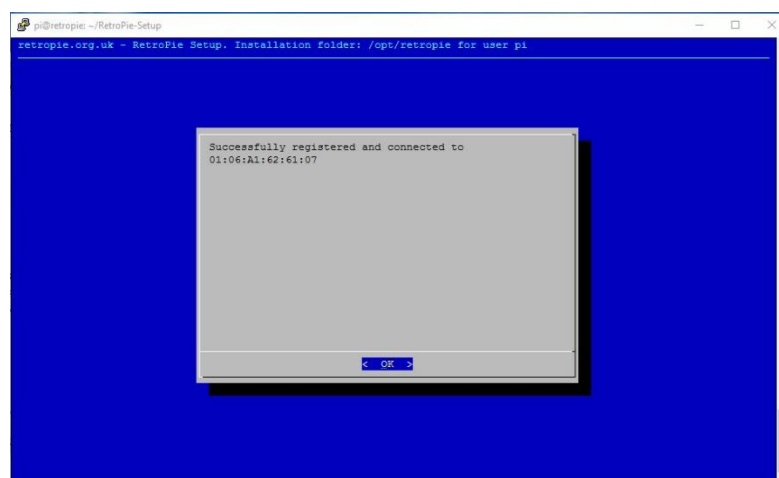 pi@retropie: ~/RetroPie-Setup
retropie.org.uk - RetroPie Setup. Installation folder: /opt/retropie for user pi
Successfully registered and connected to
01:06:A1:62:61:07
< OK >